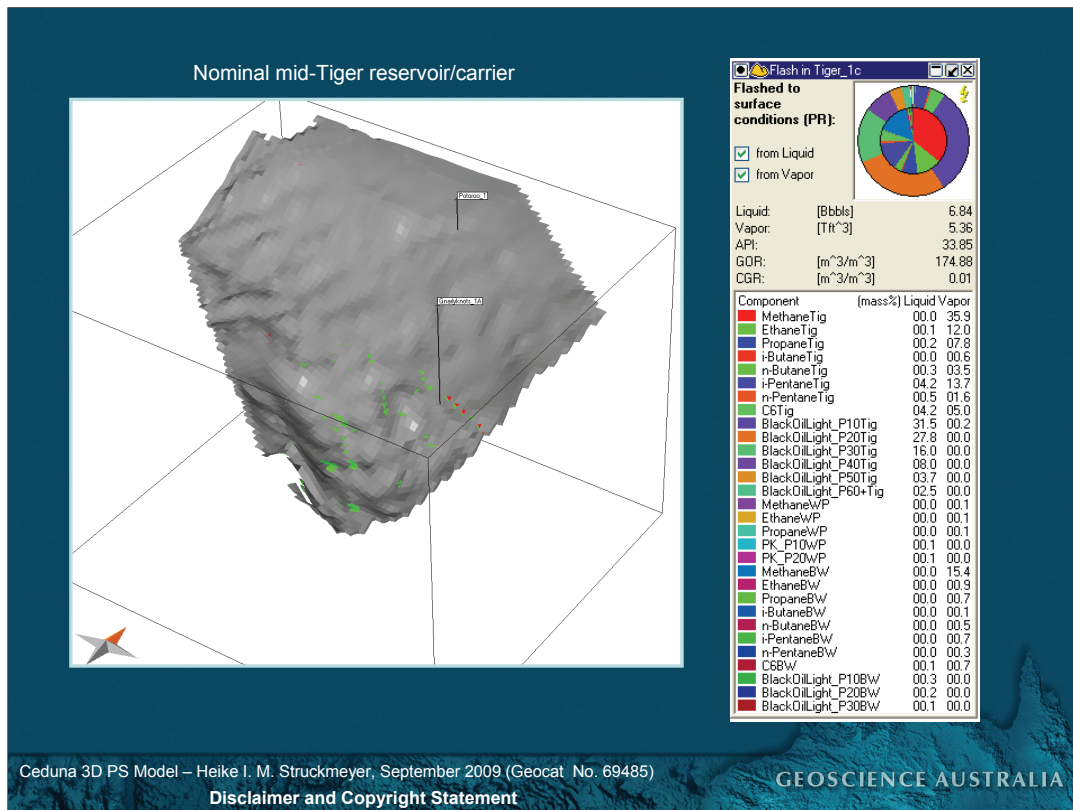 Nominal mid-Tiger reservoir/carrier
Potoroo_1
Gnarlyknots_1A
Flash in Tiger_1c
Flashed to
surface
conditions (PR):
from Liquid
from Vapor
Liquid: [Bbbls] 6.84
Vapor: [Tft^3] 5.36
API: 33.85
GOR: [m^3/m^3] 174.88
CGR: [m^3/m^3] 0.01
Component (mass%) Liquid Vapor
MethaneTig 00.0 35.9
EthaneTig 00.1 12.0
PropaneTig 00.2 07.8
i-ButaneTig 00.0 00.6
n-ButaneTig 00.3 03.5
i-PentaneTig 04.2 13.7
n-PentaneTig 00.5 01.6
C6Tig 04.2 05.0
BlackOilLight_P10Tig 31.5 00.2
BlackOilLight_P20Tig 27.8 00.0
BlackOilLight_P30Tig 16.0 00.0
BlackOilLight_P40Tig 08.0 00.0
BlackOilLight_P50Tig 03.7 00.0
BlackOilLight_P60+Tig 02.5 00.0
MethaneWP 00.0 00.1
EthaneWP 00.0 00.1
PropaneWP 00.0 00.1
PK_P10WP 00.1 00.0
PK_P20WP 00.1 00.0
MethaneBW 00.0 15.4
EthaneBW 00.0 00.9
PropaneBW 00.0 00.7
i-ButaneBW 00.0 00.1
n-ButaneBW 00.0 00.5
i-PentaneBW 00.0 00.7
n-PentaneBW 00.0 00.3
C6BW 00.1 00.7
BlackOilLight_P10BW 00.3 00.0
BlackOilLight_P20BW 00.2 00.0
BlackOilLight_P30BW 00.1 00.0
Ceduna 3D PS Model – Heike I. M. Struckmeyer, September 2009 (Geocat No. 69485)
Disclaimer and Copyright Statement
GEOSCIENCE AUSTRALIA